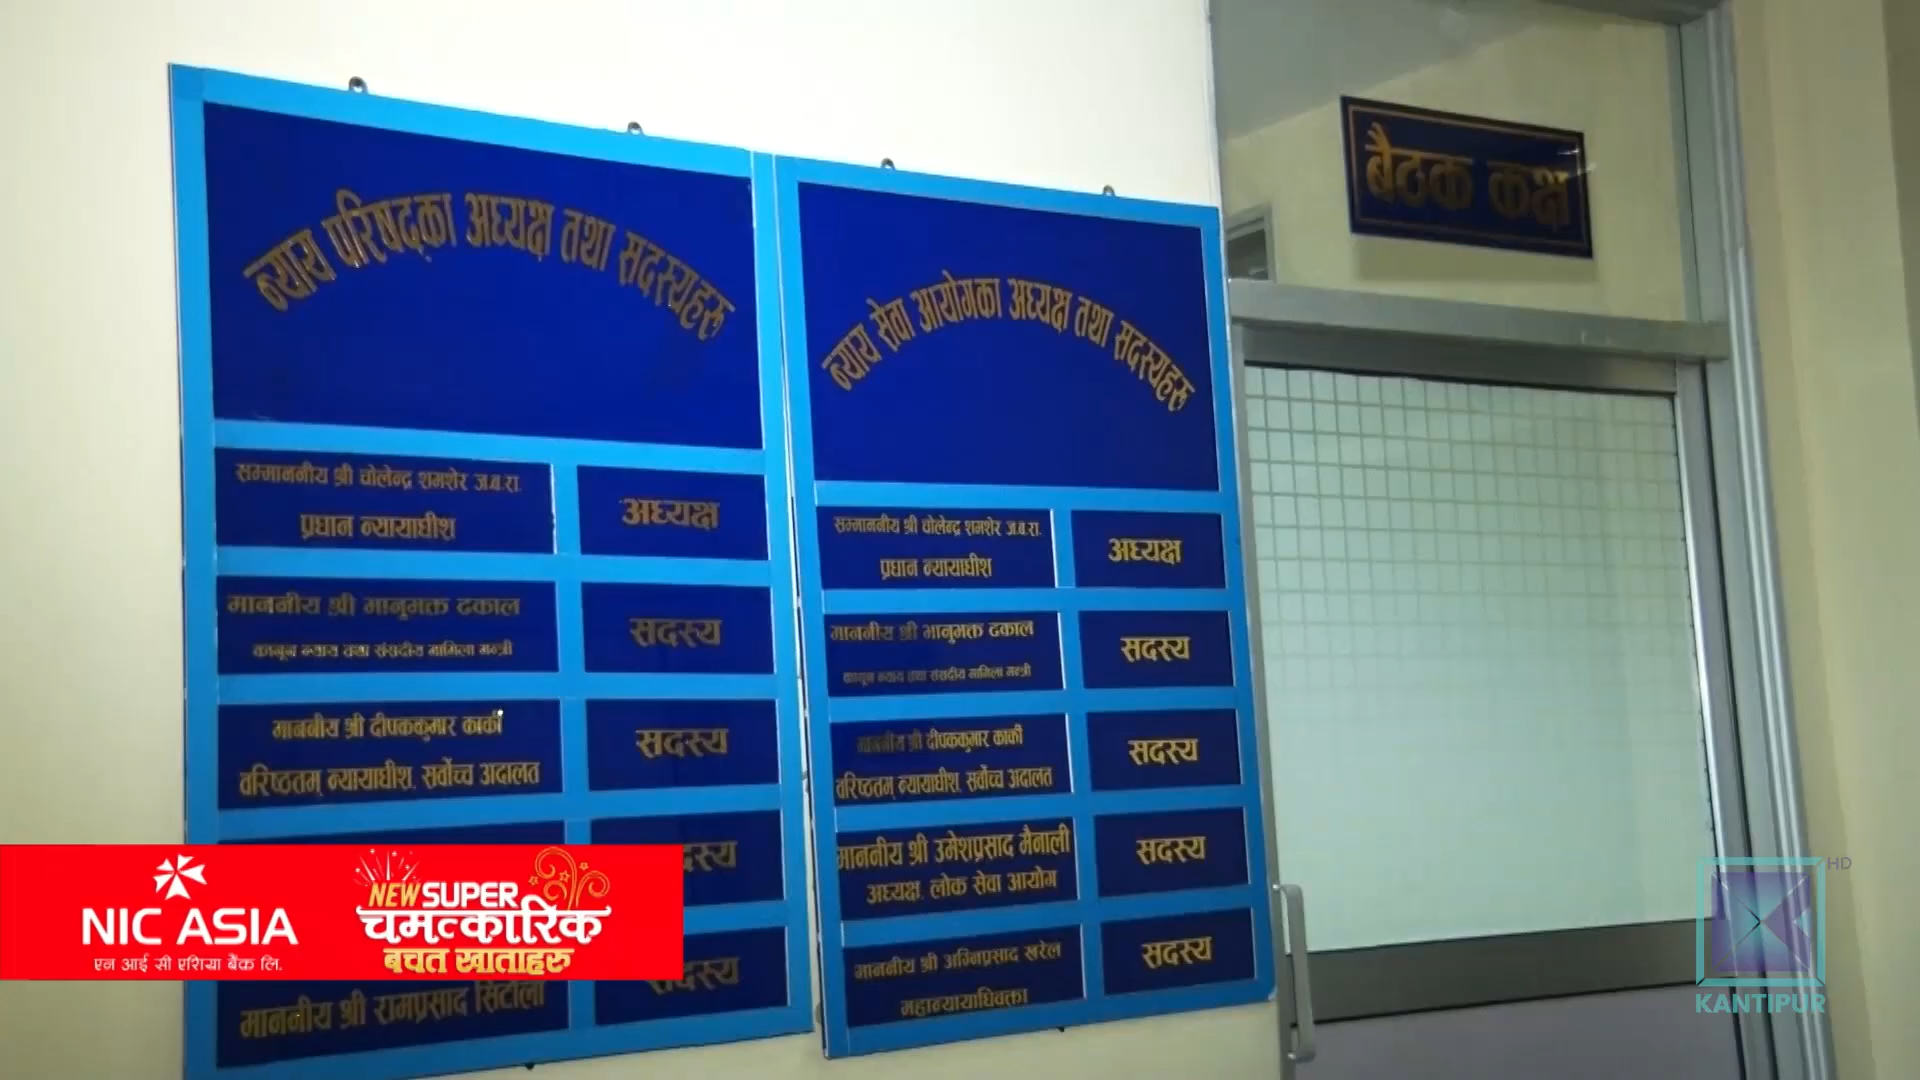 न्याय परिषद्का अध्यक्ष तथा सदस्यहरु
सम्माननीय श्री चोलेन्द्र शमशेर ज.ब.रा.
प्रधान न्यायाधीश
अध्यक्ष
माननीय श्री भानुभक्त ढकाल
कानून न्याय तथा संसदीय मामिला मन्त्री
सदस्य
माननीय श्री दीपककुमार कार्की
वरिष्ठतम् न्यायाधीश, सर्वोच्च अदालत
सदस्य
दस्य
माननीय श्री रामप्रसाद सिटौला
सदस्य
न्याय सेवा आयोगका अध्यक्ष तथा सदस्यहरु
सम्माननीय श्री चोलेन्द्र शमशेर ज.ब.रा.
प्रधान न्यायाधीश
अध्यक्ष
माननीय श्री भानुभक्त ढकाल
कानून न्याय तथा संसदीय मामिला मन्त्री
सदस्य
माननीय श्री दीपककुमार कार्की
वरिष्ठतम् न्यायाधीश, सर्वोच्च अदालत
सदस्य
माननीय श्री उमेशप्रसाद मैनाली
अध्यक्ष, लोक सेवा आयोग
सदस्य
माननीय श्री अग्निप्रसाद खरेल
महान्यायाधिवक्ता
सदस्य
बैठक कक्ष
NIC ASIA
एन आई सी एशिया बैंक लि.
NEW SUPER
चमत्कारिक
बचत खाताहरु
HD
KANTIPUR